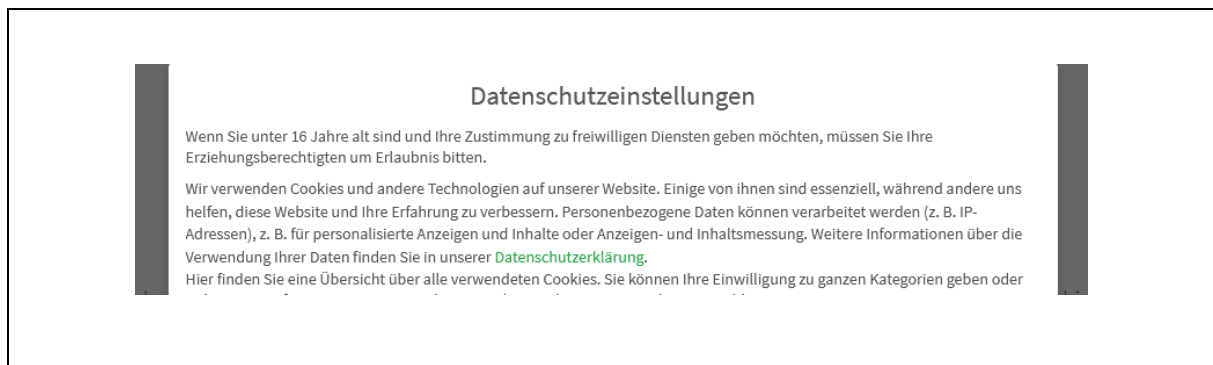 Datenschutzeinstellungen
Wenn Sie unter 16 Jahre alt sind und Ihre Zustimmung zu freiwilligen Diensten geben möchten, müssen Sie Ihre
Erziehungsberechtigten um Erlaubnis bitten.
Wir verwenden Cookies und andere Technologien auf unserer Website. Einige von ihnen sind essenziell, während andere uns
helfen, diese Website und Ihre Erfahrung zu verbessern. Personenbezogene Daten können verarbeitet werden (z. B. IP-
Adressen), z. B. für personalisierte Anzeigen und Inhalte oder Anzeigen- und Inhaltsmessung. Weitere Informationen über die
Verwendung Ihrer Daten finden Sie in unserer Datenschutzerklärung.
Hier finden Sie eine Übersicht über alle verwendeten Cookies. Sie können Ihre Einwilligung zu ganzen Kategorien geben oder